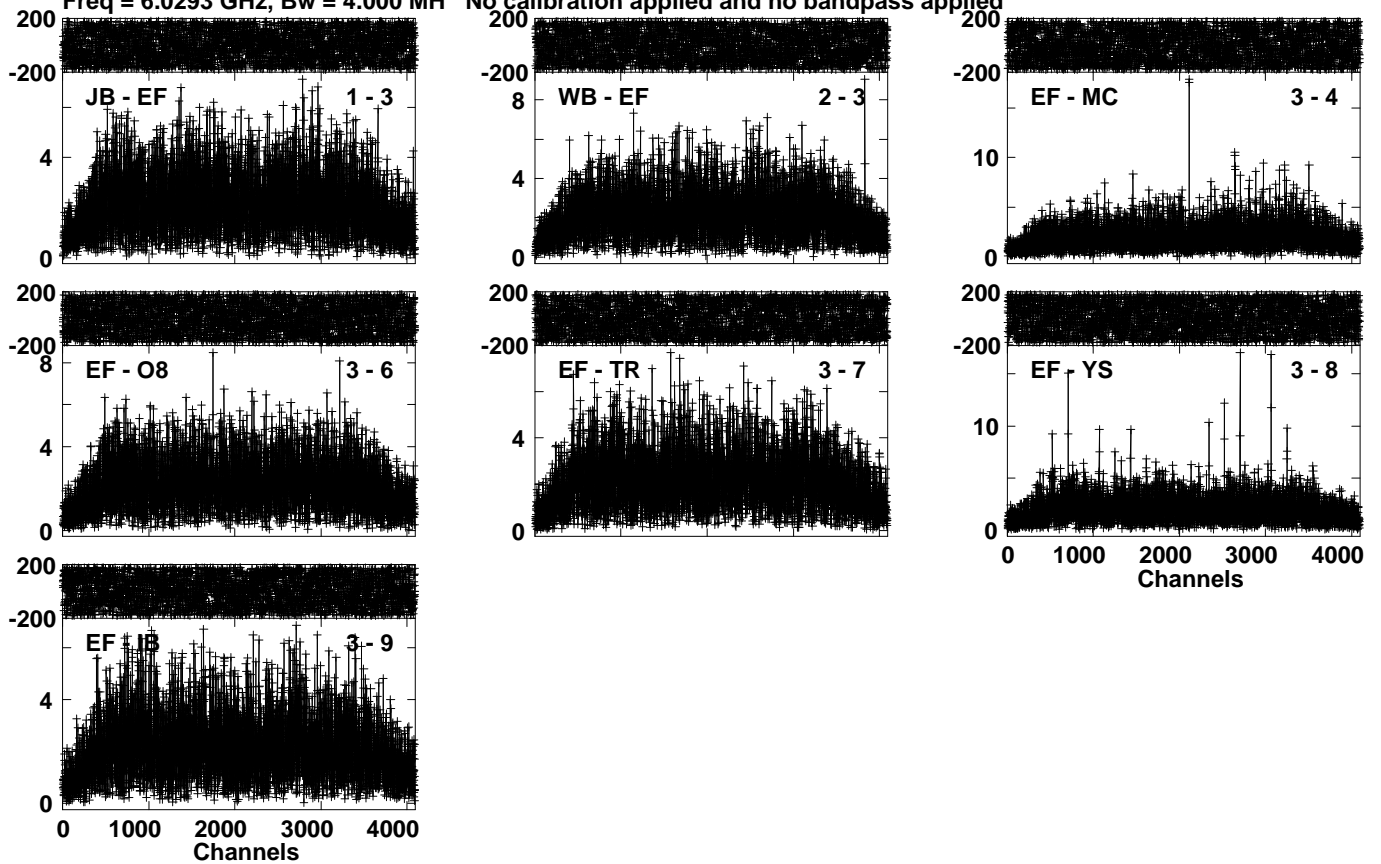 Freq = 6.0293 GHz, Bw = 4.000 MH No calibration applied and no bandpass applied
200 200 200
-200 -200 -200
JB - EF 1 - 3 WB - EF 2 - 3 EF - MC 3 - 4
8
4 4 10
0 0 0
200 200 200
-200 -200 -200
EF - O8 3 - 6 EF - TR 3 - 7 EF - YS 3 - 8
8
4 4 10
0 0 0
0 1000 2000 3000 4000
Channels
200
-200
EF - IB 3 - 9
4
0
0 1000 2000 3000 4000
Channels